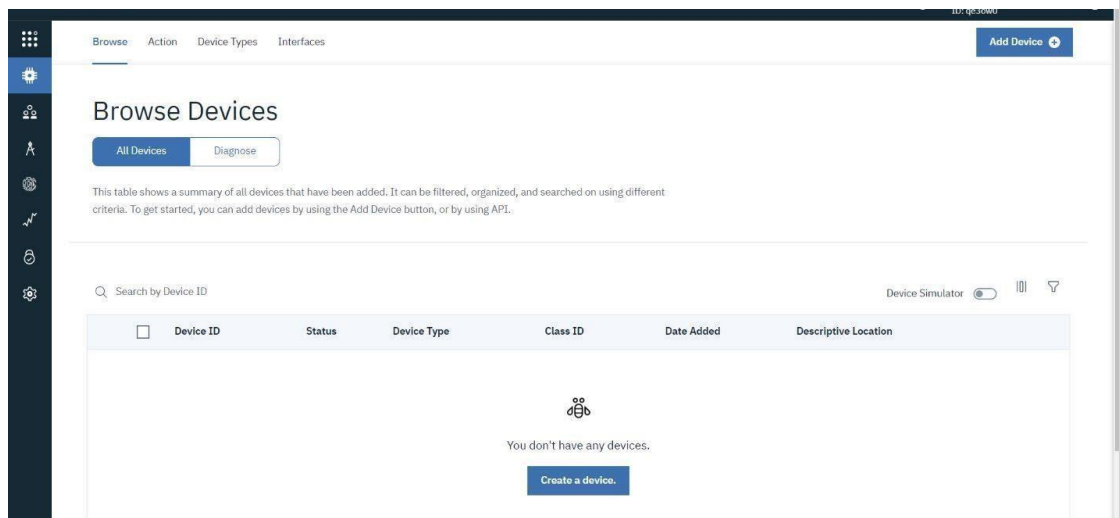 ID: qe36w0
Browse Action Device Types Interfaces Add Device
Browse Devices
All Devices Diagnose
This table shows a summary of all devices that have been added. It can be filtered, organized, and searched on using different
criteria. To get started, you can add devices by using the Add Device button, or by using API.
Search by Device ID Device Simulator
Device ID Status Device Type Class ID Date Added Descriptive Location
You don't have any devices.
Create a device.